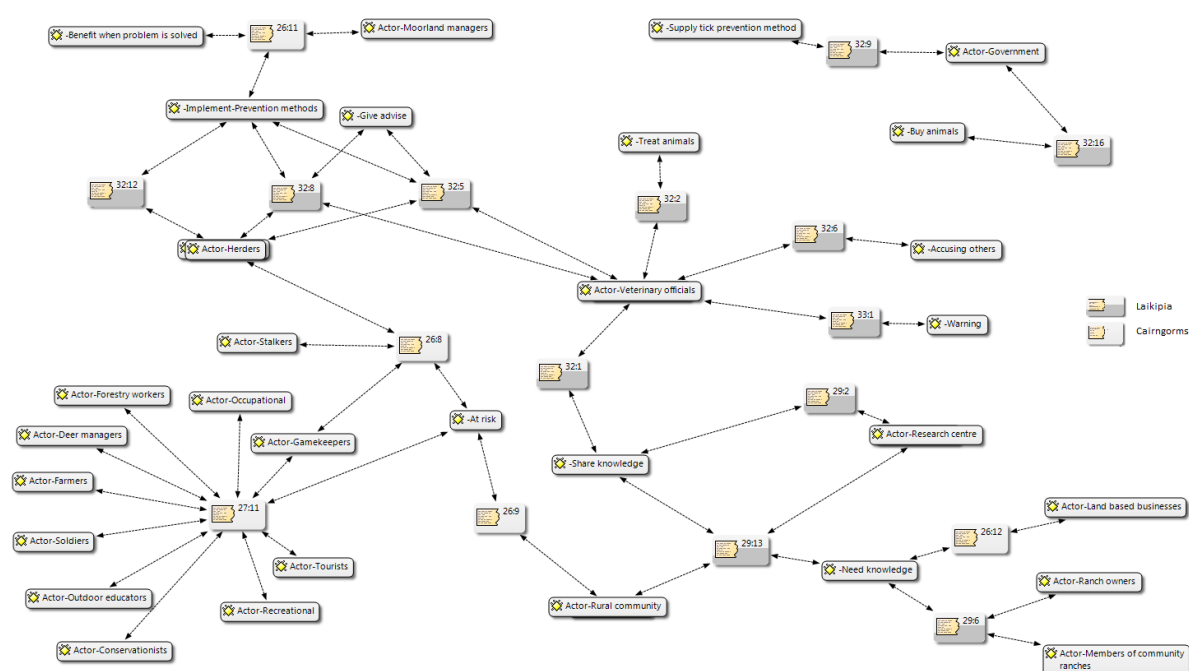 26:11
-Benefit when problem is solved
Actor-Moorland managers
-Supply tick prevention method
32:9
Actor-Government
-Implement-Prevention methods
-Give advise
-Buy animals
32:16
-Treat animals
32:12
32:8
32:5
32:2
32:6
Actor-Herders
-Accusing others
Actor-Veterinary officials
33:1
-Warning
Laikipia
Cairngorms
Actor-Stalkers
26:8
32:1
Actor-Forestry workers
Actor-Occupational
29:2
-At risk
Actor-Deer managers
Actor-Gamekeepers
Actor-Research centre
-Share knowledge
Actor-Farmers
27:11
26:9
Actor-Land based businesses
26:12
Actor-Soldiers
29:13
Actor-Tourists
-Need knowledge
Actor-Ranch owners
Actor-Outdoor educators
Actor-Recreational
Actor-Rural community
29:6
Actor-Conservationists
Actor-Members of community
ranches